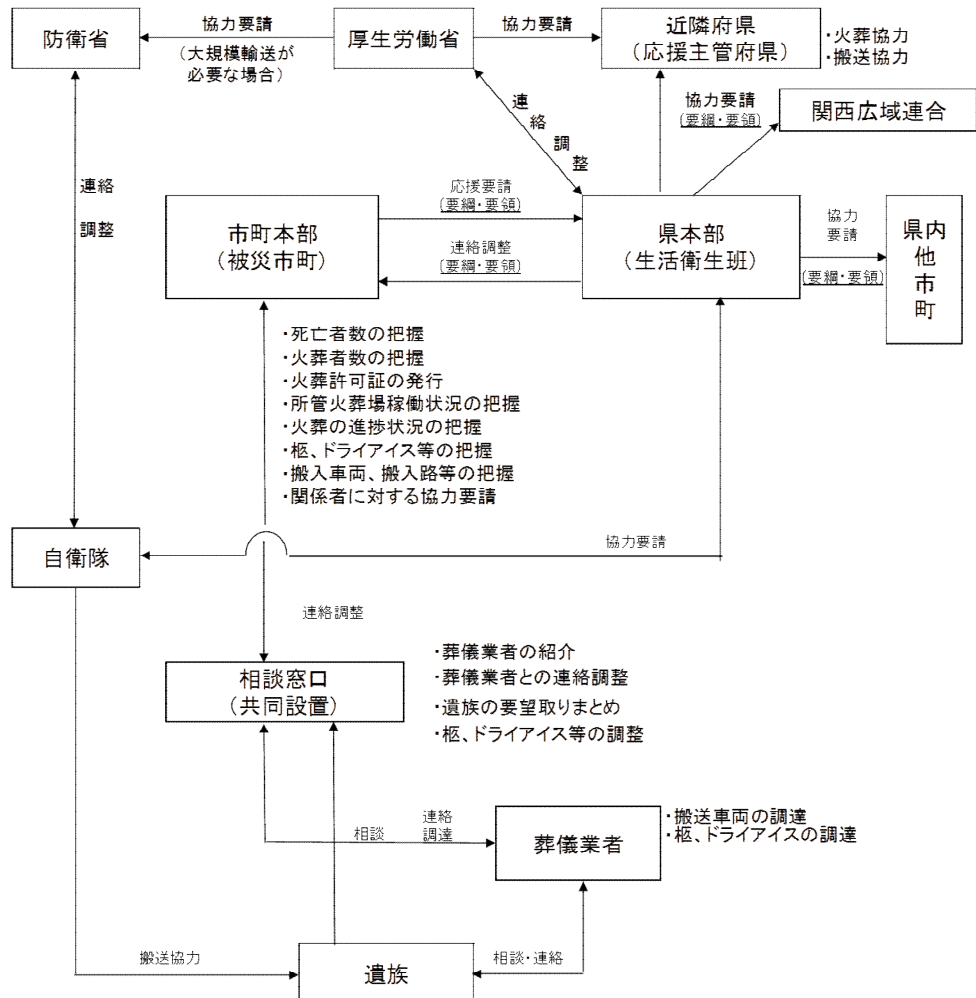 防衛省
協力要請
(大規模輸送が
必要な場合)
厚生労働省
協力要請
近隣府県
(応援主管府県)
・火葬協力
・搬送協力
協力要請
(要綱・要領)
関西広域連合
連絡調整
連絡
調整
市町本部
(被災市町)
応援要請
(要綱・要領)
連絡調整
(要綱・要領)
県本部
(生活衛生班)
協力
要請
(要綱・要領)
県内他市町
・死亡者数の把握
・火葬者数の把握
・火葬許可証の発行
・所管火葬場稼働状況の把握
・火葬の進捗状況の把握
・柩、ドライアイス等の把握
・搬入車両、搬入路等の把握
・関係者に対する協力要請
自衛隊
協力要請
連絡調整
相談窓口
(共同設置)
・葬儀業者の紹介
・葬儀業者との連絡調整
・遺族の要望取りまとめ
・柩、ドライアイス等の調整
相談
連絡
調達
葬儀業者
・搬送車両の調達
・柩、ドライアイスの調達
搬送協力
遺族
相談・連絡